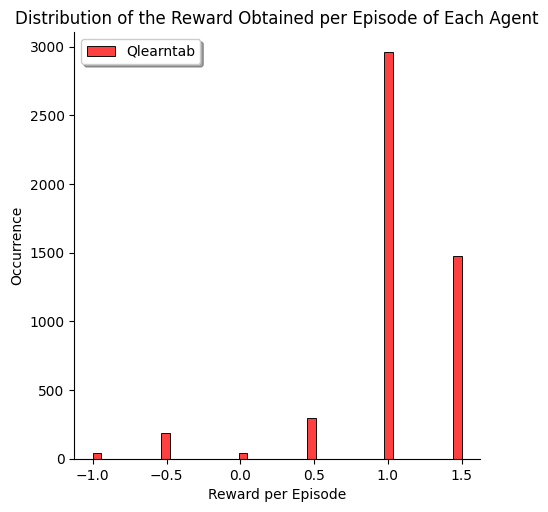 Distribution of the Reward Obtained per Episode of Each Agent
Qlearntab
3000
2500
2000
1500
1000
500
0
Occurrence
−1.0 −0.5 0.0 0.5 1.0 1.5
Reward per Episode